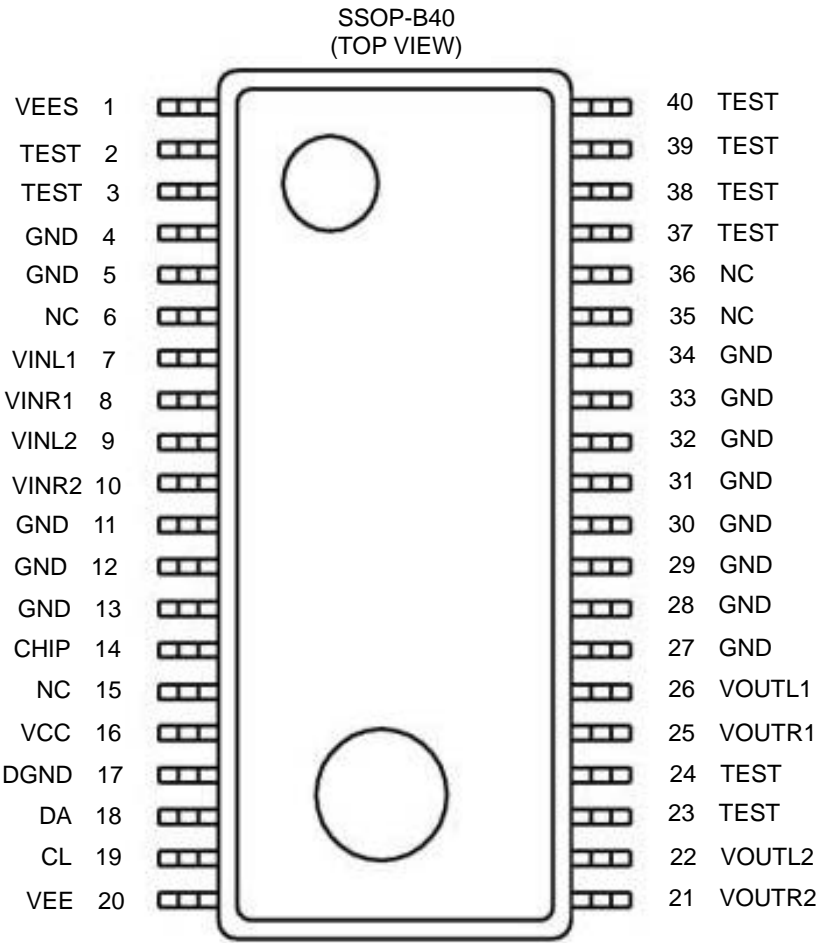 SSOP-B40
(TOP VIEW)
VEES 1 40 TEST
TEST 2 39 TEST
TEST 3 38 TEST
GND 4 37 TEST
GND 5 36 NC
NC 6 35 NC
VINL1 7 34 GND
VINR1 8 33 GND
VINL2 9 32 GND
VINR2 10 31 GND
GND 11 30 GND
GND 12 29 GND
GND 13 28 GND
CHIP 14 27 GND
NC 15 26 VOUTL1
VCC 16 25 VOUTR1
DGND 17 24 TEST
DA 18 23 TEST
CL 19 22 VOUTL2
VEE 20 21 VOUTR2